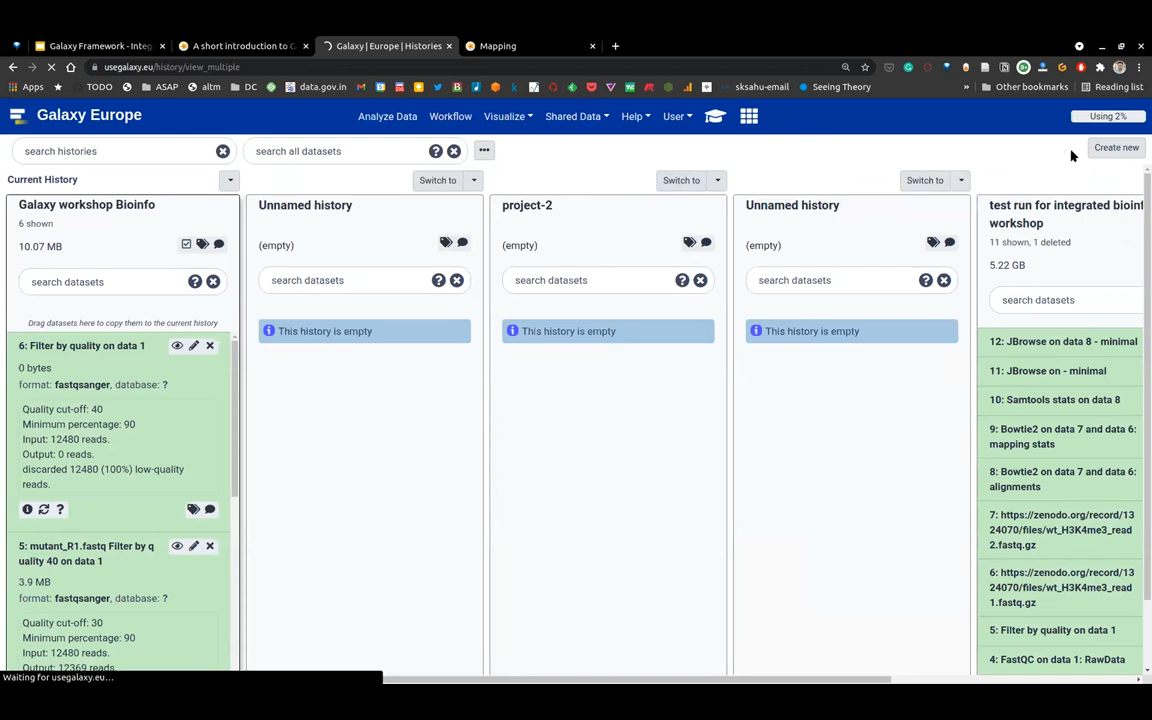 Galaxy Framework - Integ
A short introduction to G
Galaxy | Europe | Histories
Mapping
usegalaxy.eu/history/view_multiple
Apps
TODO
ASAP
altm
DC
data.gov.in
sksahu-email
Seeing Theory
Other bookmarks
Reading list
Galaxy Europe
Analyze Data
Workflow
Visualize
Shared Data
Help
User
Using 2%
search histories
search all datasets
Create new
Current History
Switch to
Switch to
Switch to
Galaxy workshop Bioinfo
6 shown
10.07 MB
search datasets
Drag datasets here to copy them to the current history
6: Filter by quality on data 1
0 bytes
format: fastqsanger, database: ?
Quality cut-off: 40
Minimum percentage: 90
Input: 12480 reads.
Output: 0 reads.
discarded 12480 (100%) low-quality
reads.
5: mutant_R1.fastq Filter by q
uality 40 on data 1
3.9 MB
format: fastqsanger, database: ?
Quality cut-off: 30
Minimum percentage: 90
Input: 12480 reads.
Output: 12369 reads.
Unnamed history
(empty)
search datasets
This history is empty
project-2
(empty)
search datasets
This history is empty
Unnamed history
(empty)
search datasets
This history is empty
test run for integrated bioinf
workshop
11 shown, 1 deleted
5.22 GB
search datasets
12: JBrowse on data 8 - minimal
11: JBrowse on - minimal
10: Samtools stats on data 8
9: Bowtie2 on data 7 and data 6:
mapping stats
8: Bowtie2 on data 7 and data 6:
alignments
7: https://zenodo.org/record/13
24070/files/wt_H3K4me3_read
2.fastq.gz
6: https://zenodo.org/record/13
24070/files/wt_H3K4me3_read
1.fastq.gz
5: Filter by quality on data 1
4: FastQC on data 1: RawData
Waiting for usegalaxy.eu...